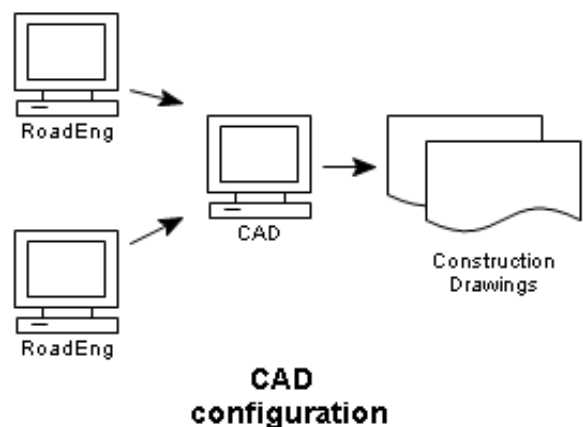 RoadEng
CAD
RoadEng
Construction
Drawings
CAD
configuration